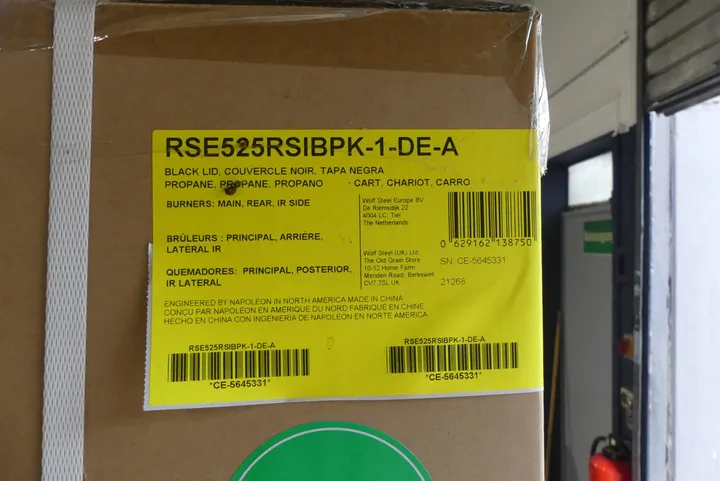 RSE525RSIBPK-1-DE-A
BLACK LID, COUVERCLE NOIR, TAPA NEGRA
PROPANE, PROPANE, PROPANO - CART, CHARIOT, CARRO
BURNERS: MAIN, REAR, IR SIDE
BRÛLEURS : PRINCIPAL, ARRIÈRE,
LATÉRAL IR
QUEMADORES: PRINCIPAL, POSTERIOR,
IR LATERAL
Wolf Steel Europe BV
De Riemsdijk 22
4004 LC. Tiel
The Netherlands
Wolf Steel (UK) Ltd
The Old Grain Store
10-12 Home Farm
Meriden Road. Berkswell
CV7 7SL UK
0 629162 138750
SN: CE-5645331
21268
ENGINEERED BY NAPOLEON IN NORTH AMERICA MADE IN CHINA
CONÇU PAR NAPOLÉON EN AMERIQUE DU NORD FABRIQUÉ EN CHINE
HECHO EN CHINA CON INGENIERIA DE NAPOLEON EN NORTE AMERICA
RSE525RSIBPK-1-DE-A
*CE-5645331*
RSE525RSIBPK-1-DE-A
*CE-5645331*